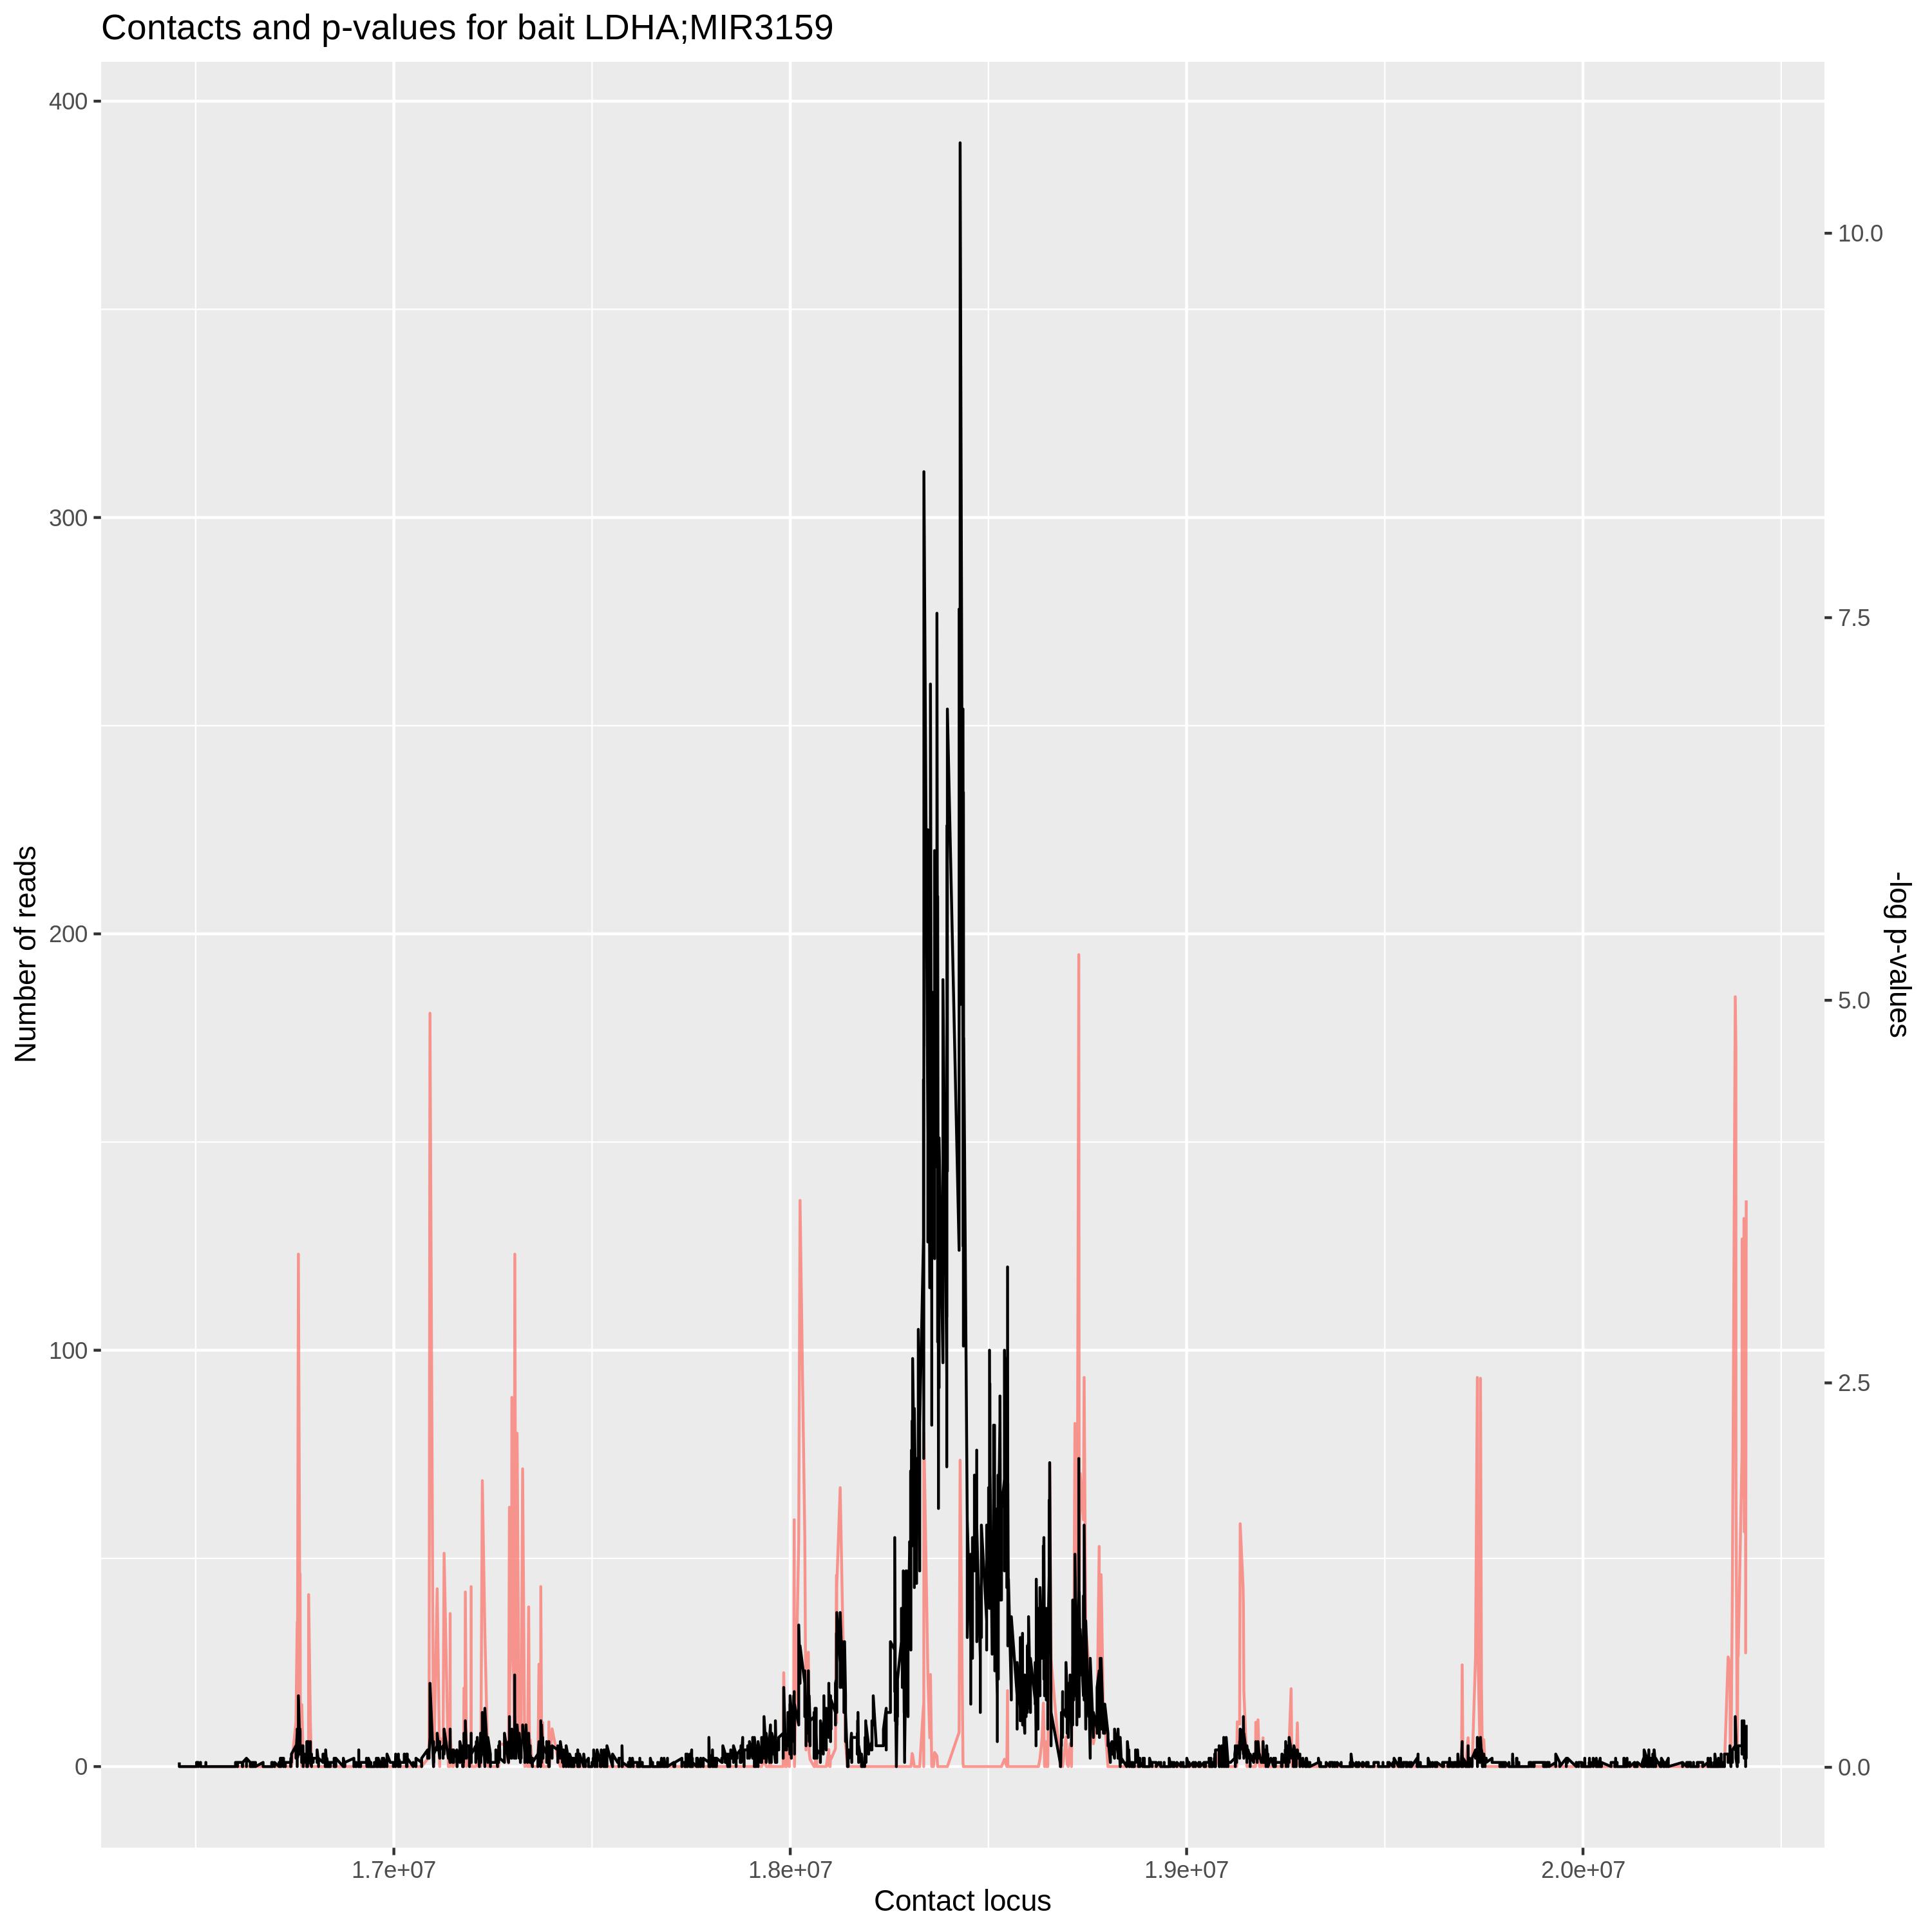 Contacts and p-values for bait LDHA;MIR3159
400
300
200
100
0
Number of reads
10.0
7.5
5.0
2.5
0.0
-log p-values
1.7e+07
1.8e+07
1.9e+07
2.0e+07
Contact locus